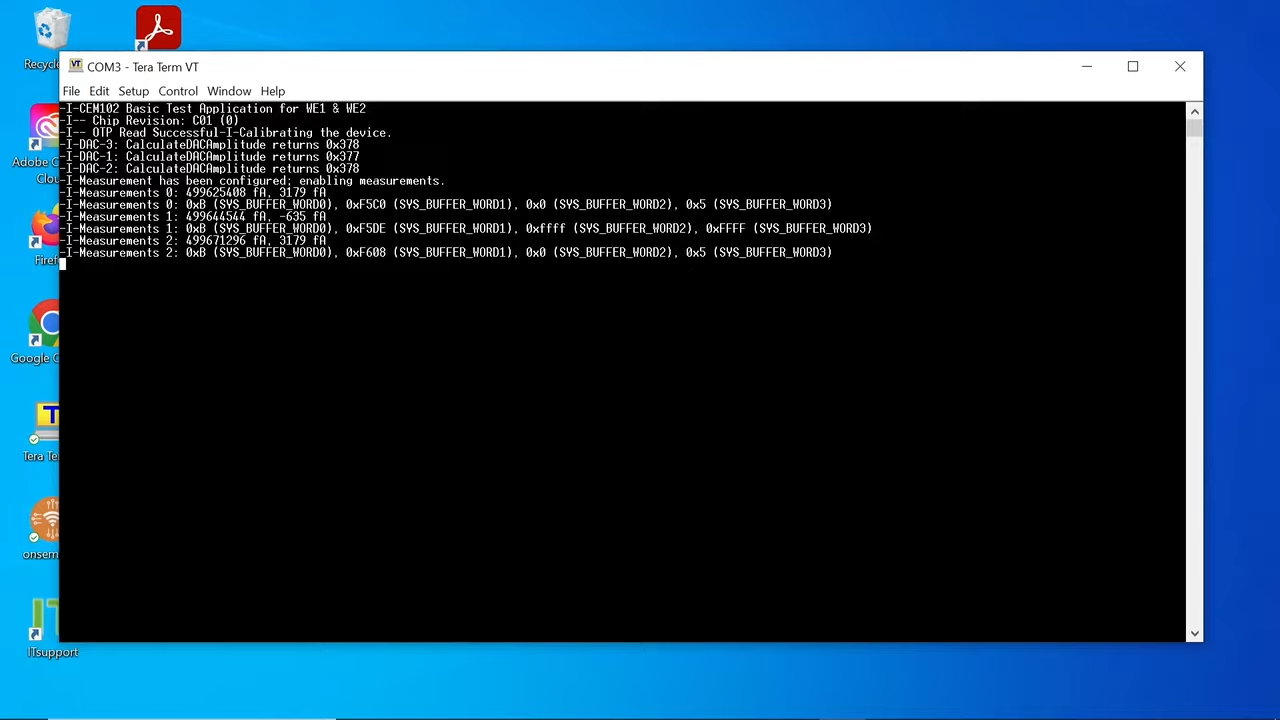 COM3 - Tera Term VT
File Edit Setup Control Window Help
-I-CEM102 Basic Test Application for WE1 & WE2
-I-- Chip Revision: C01 (0)
-I-- OTP Read Successful-I-Calibrating the device.
-I-DAC-3: CalculateDACAmplitude returns 0x378
-I-DAC-1: CalculateDACAmplitude returns 0x377
-I-DAC-2: CalculateDACAmplitude returns 0x378
-I-Measurement has been configured; enabling measurements.
-I-Measurements 0: 499625408 fA, 3179 fA
-I-Measurements 0: 0xB (SYS_BUFFER_WORD0), 0xF5C0 (SYS_BUFFER_WORD1), 0x0 (SYS_BUFFER_WORD2), 0x5 (SYS_BUFFER_WORD3)
-I-Measurements 1: 499644544 fA, -635 fA
-I-Measurements 1: 0xB (SYS_BUFFER_WORD0), 0xF5DE (SYS_BUFFER_WORD1), 0xffff (SYS_BUFFER_WORD2), 0xFFFF (SYS_BUFFER_WORD3)
-I-Measurements 2: 499671296 fA, 3179 fA
-I-Measurements 2: 0xB (SYS_BUFFER_WORD0), 0xF608 (SYS_BUFFER_WORD1), 0x0 (SYS_BUFFER_WORD2), 0x5 (SYS_BUFFER_WORD3)
Recycle
Adobe C
Clou
Firef
Google C
Tera Te
onsem
ITsupport